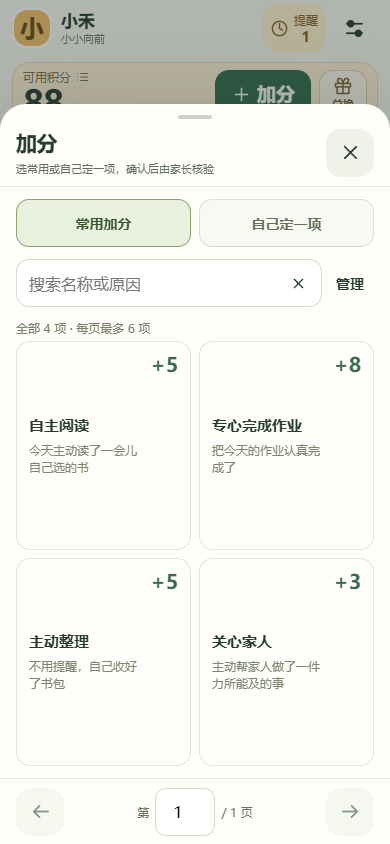 小
小禾
小小向前
提醒
1
可用积分
88
＋ 加分
兑换
加分
选常用或自己定一项，确认后由家长核验
常用加分
自己定一项
搜索名称或原因
管理
全部 4 项 · 每页最多 6 项
+5
自主阅读
今天主动读了一会儿
自己选的书
+8
专心完成作业
把今天的作业认真完
成了
+5
主动整理
不用提醒，自己收好
了书包
+3
关心家人
主动帮家人做了一件
力所能及的事
第 1 / 1 页